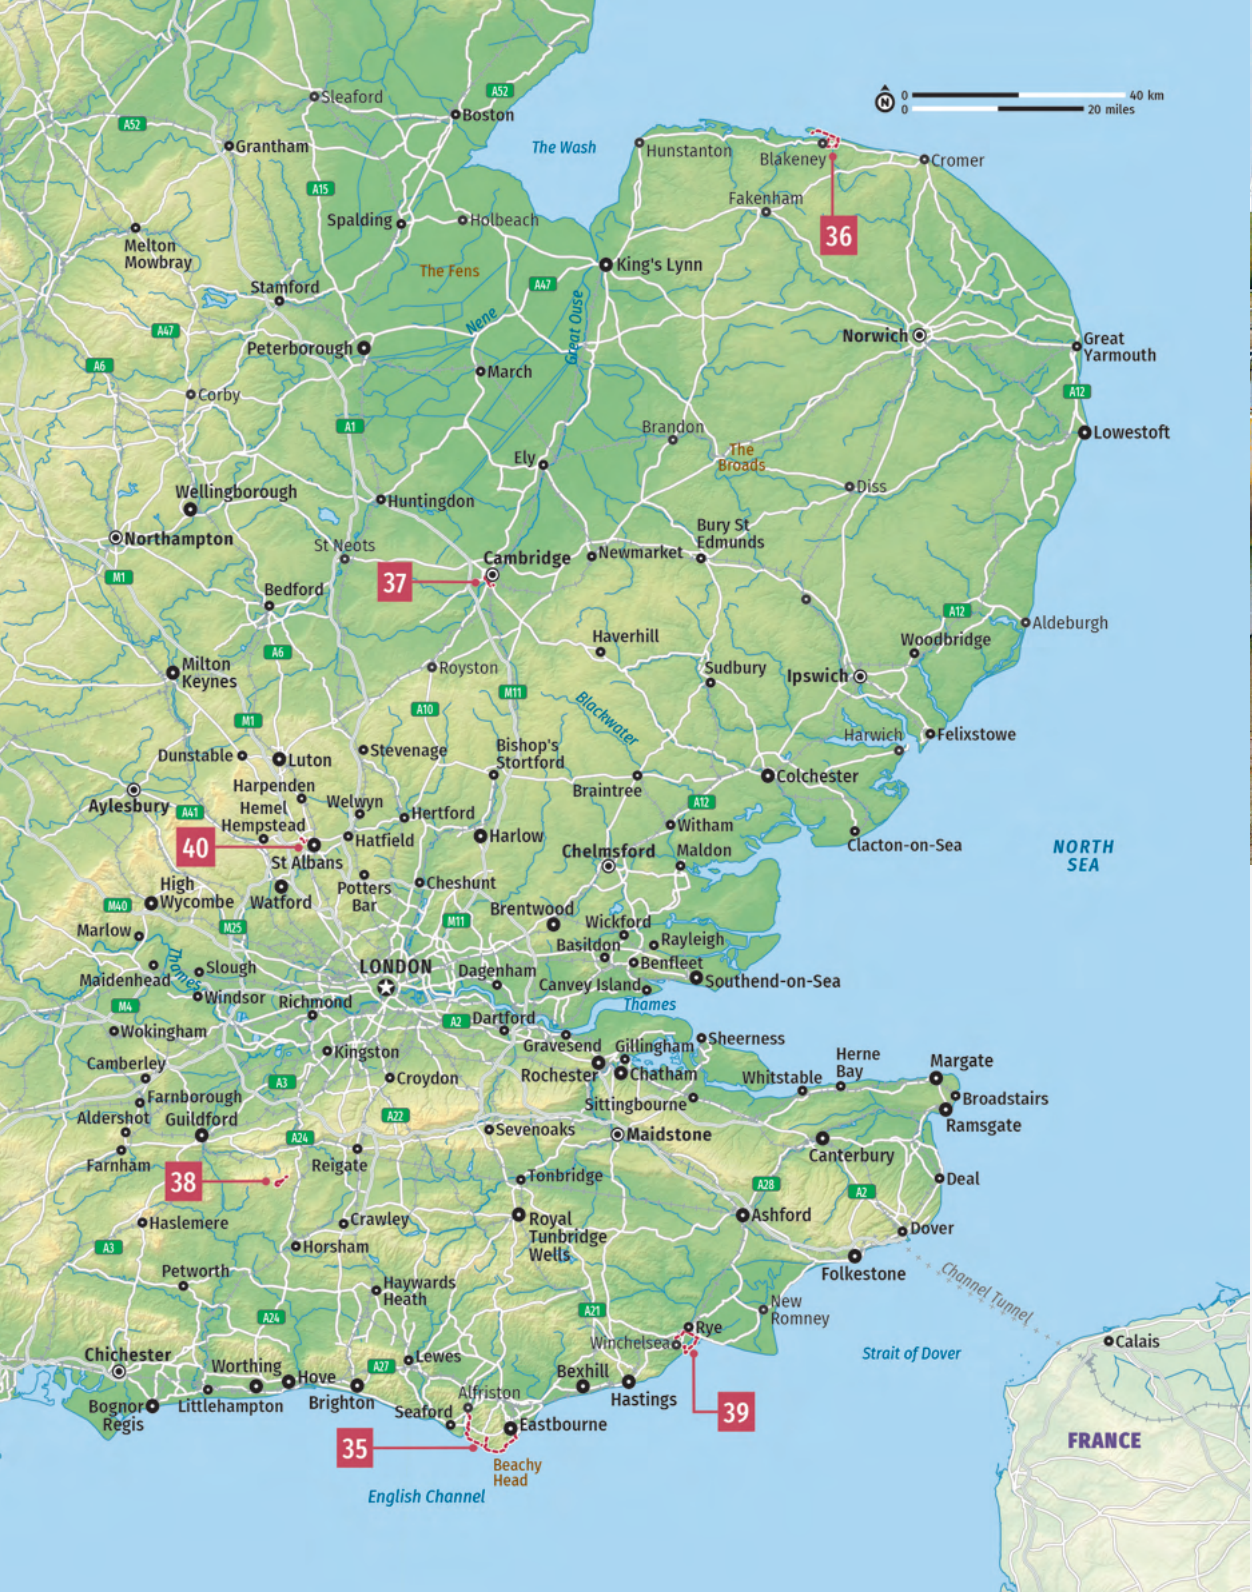 Sleaford
A52
Boston
A52
0
40 km
N
0
20 miles
Grantham
The Wash
Hunstanton
Blakeney
Cromer
A15
Fakenham
Spalding
Holbeach
36
Melton
Mowbray
The Fens
King's Lynn
Stamford
A47
Great Ouse
Nene
A47
Norwich
Great
Yarmouth
Peterborough
A6
March
Corby
A12
A1
Brandon
Lowestoft
The
Broads
Ely
Diss
Wellingborough
Huntingdon
Northampton
St Neots
Bury St
Edmunds
Cambridge
Newmarket
M1
37
Bedford
A12
Aldeburgh
Haverhill
Woodbridge
A6
Milton
Keynes
Royston
Sudbury
Ipswich
M11
A10
Blackwater
M1
Harwich
Felixstowe
Dunstable
Luton
Stevenage
Bishop's
Stortford
Colchester
Harpenden
Braintree
Aylesbury
A41
Hemel
Hempstead
Welwyn
Hertford
A12
Witham
40
Hatfield
Harlow
Clacton-on-Sea
St Albans
Chelmsford
Maldon
NORTH
SEA
High
Wycombe
Watford
Potters
Bar
Cheshunt
M40
M25
M11
Brentwood
Wickford
Marlow
Basildon
Rayleigh
Thames
LONDON
Benfleet
Maidenhead
Slough
Dagenham
Canvey Island
Southend-on-Sea
Windsor
Richmond
Thames
M4
A2
Dartford
Wokingham
Gravesend
Gillingham
Sheerness
Kingston
Camberley
Rochester
Chatham
Whitstable
Herne
Bay
Margate
A3
Croydon
Farnborough
Sittingbourne
Broadstairs
Aldershot
Guildford
A22
Ramsgate
A24
Sevenoaks
Maidstone
Farnham
Reigate
Canterbury
38
Tonbridge
A28
A2
Deal
Haslemere
Crawley
Royal
Tunbridge
Wells
Ashford
Dover
A3
Horsham
Petworth
Haywards
Heath
Folkestone
Channel Tunnel
A24
A21
New
Romney
Rye
Winchelsea
Calais
Chichester
Worthing
Hove
A27
Lewes
Strait of Dover
Bexhill
Alfriston
Hastings
Bognor
Regis
Littlehampton
Brighton
Seaford
39
Eastbourne
35
FRANCE
Beachy
Head
English Channel